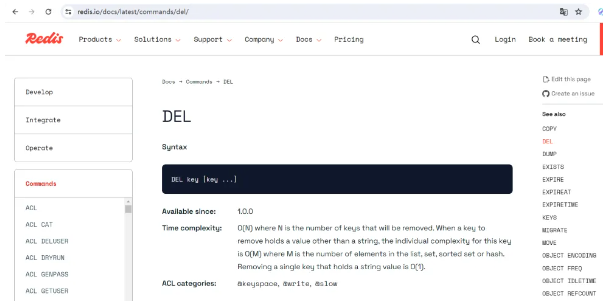 redis.io/docs/latest/commands/del/
Redis
Products
Solutions
Support
Company
Docs
Pricing
Login
Book a meeting
Develop
Integrate
Operate
Commands
ACL
ACL CAT
ACL DELUSER
ACL DRYRUN
ACL GENPASS
ACL GETUSER
Docs → Commands → DEL
DEL
Syntax
DEL key [key ...]
Available since: 1.0.0
Time complexity: O(N) where N is the number of keys that will be removed. When a key to
remove holds a value other than a string, the individual complexity for this key
is O(M) where M is the number of elements in the list, set, sorted set or hash.
Removing a single key that holds a string value is O(1).
ACL categories: @keyspace, @write, @slow
Edit this page
Create an issue
See also
COPY
DEL
DUMP
EXISTS
EXPIRE
EXPIREAT
EXPIRETIME
KEYS
MIGRATE
MOVE
OBJECT ENCODING
OBJECT FREQ
OBJECT IDLETIME
OBJECT REFCOUNT